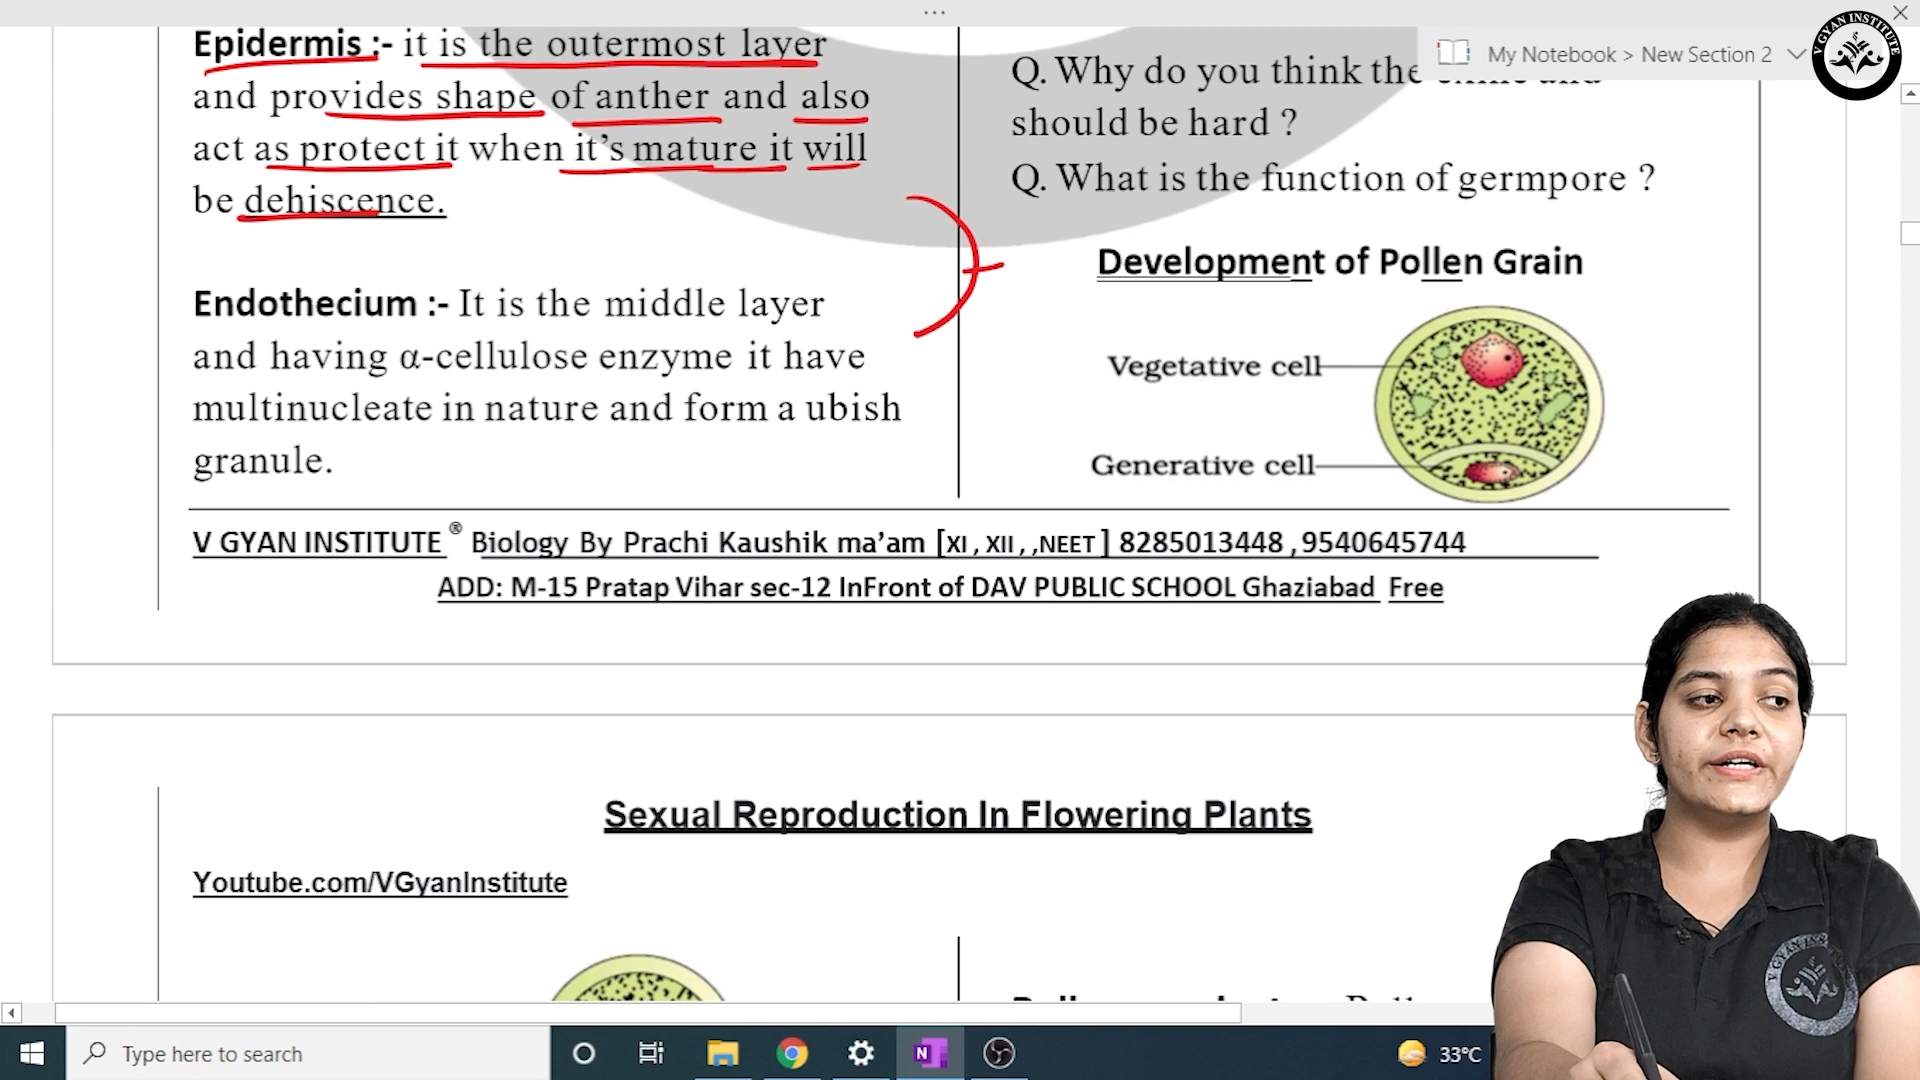 ...
My Notebook > New Section 2
V GYAN INSTITUTE
Epidermis :- it is the outermost layer
and provides shape of anther and also
act as protect it when it's mature it will
be dehiscence.
Endothecium :- It is the middle layer
and having α-cellulose enzyme it have
multinucleate in nature and form a ubish
granule.
Q. Why do you think the and
should be hard ?
Q. What is the function of germpore ?
Development of Pollen Grain
Vegetative cell
Generative cell
V GYAN INSTITUTE ® Biology By Prachi Kaushik ma'am [XI , XII , ,NEET ] 8285013448 ,9540645744
ADD: M-15 Pratap Vihar sec-12 InFront of DAV PUBLIC SCHOOL Ghaziabad Free
Sexual Reproduction In Flowering Plants
Youtube.com/VGyanInstitute
V GYAN INSTITUTE
Type here to search
33°C